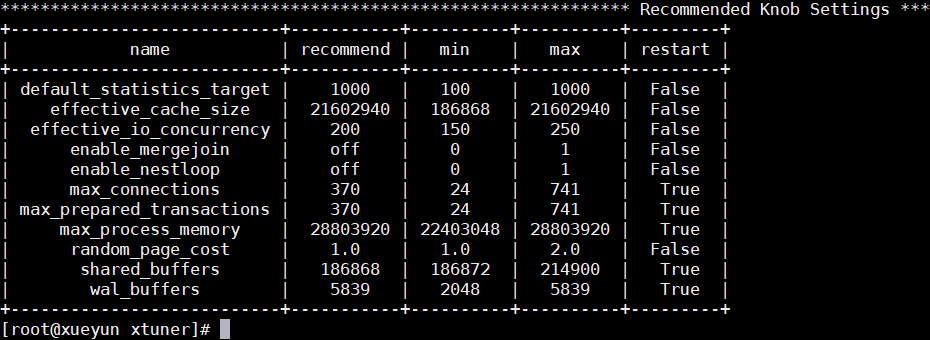 *************************************************************** Recommended Knob Settings ***
+---------------------------+-----------+----------+----------+---------+
|            name           | recommend |   min    |   max    | restart |
+---------------------------+-----------+----------+----------+---------+
| default_statistics_target |    1000   |   100    |   1000   |  False  |
|    effective_cache_size   |  21602940 |  186868  | 21602940 |  False  |
|  effective_io_concurrency |    200    |   150    |   250    |  False  |
|      enable_mergejoin     |    off    |    0     |    1     |  False  |
|      enable_nestloop      |    off    |    0     |    1     |  False  |
|      max_connections      |    370    |    24    |   741    |   True  |
| max_prepared_transactions |    370    |    24    |   741    |   True  |
|     max_process_memory    |  28803920 | 22403048 | 28803920 |   True  |
|      random_page_cost     |    1.0    |   1.0    |   2.0    |  False  |
|       shared_buffers      |   186868  |  186872  |  214900  |   True  |
|        wal_buffers        |    5839   |   2048   |   5839   |   True  |
+---------------------------+-----------+----------+----------+---------+
[root@xueyun xtuner]#